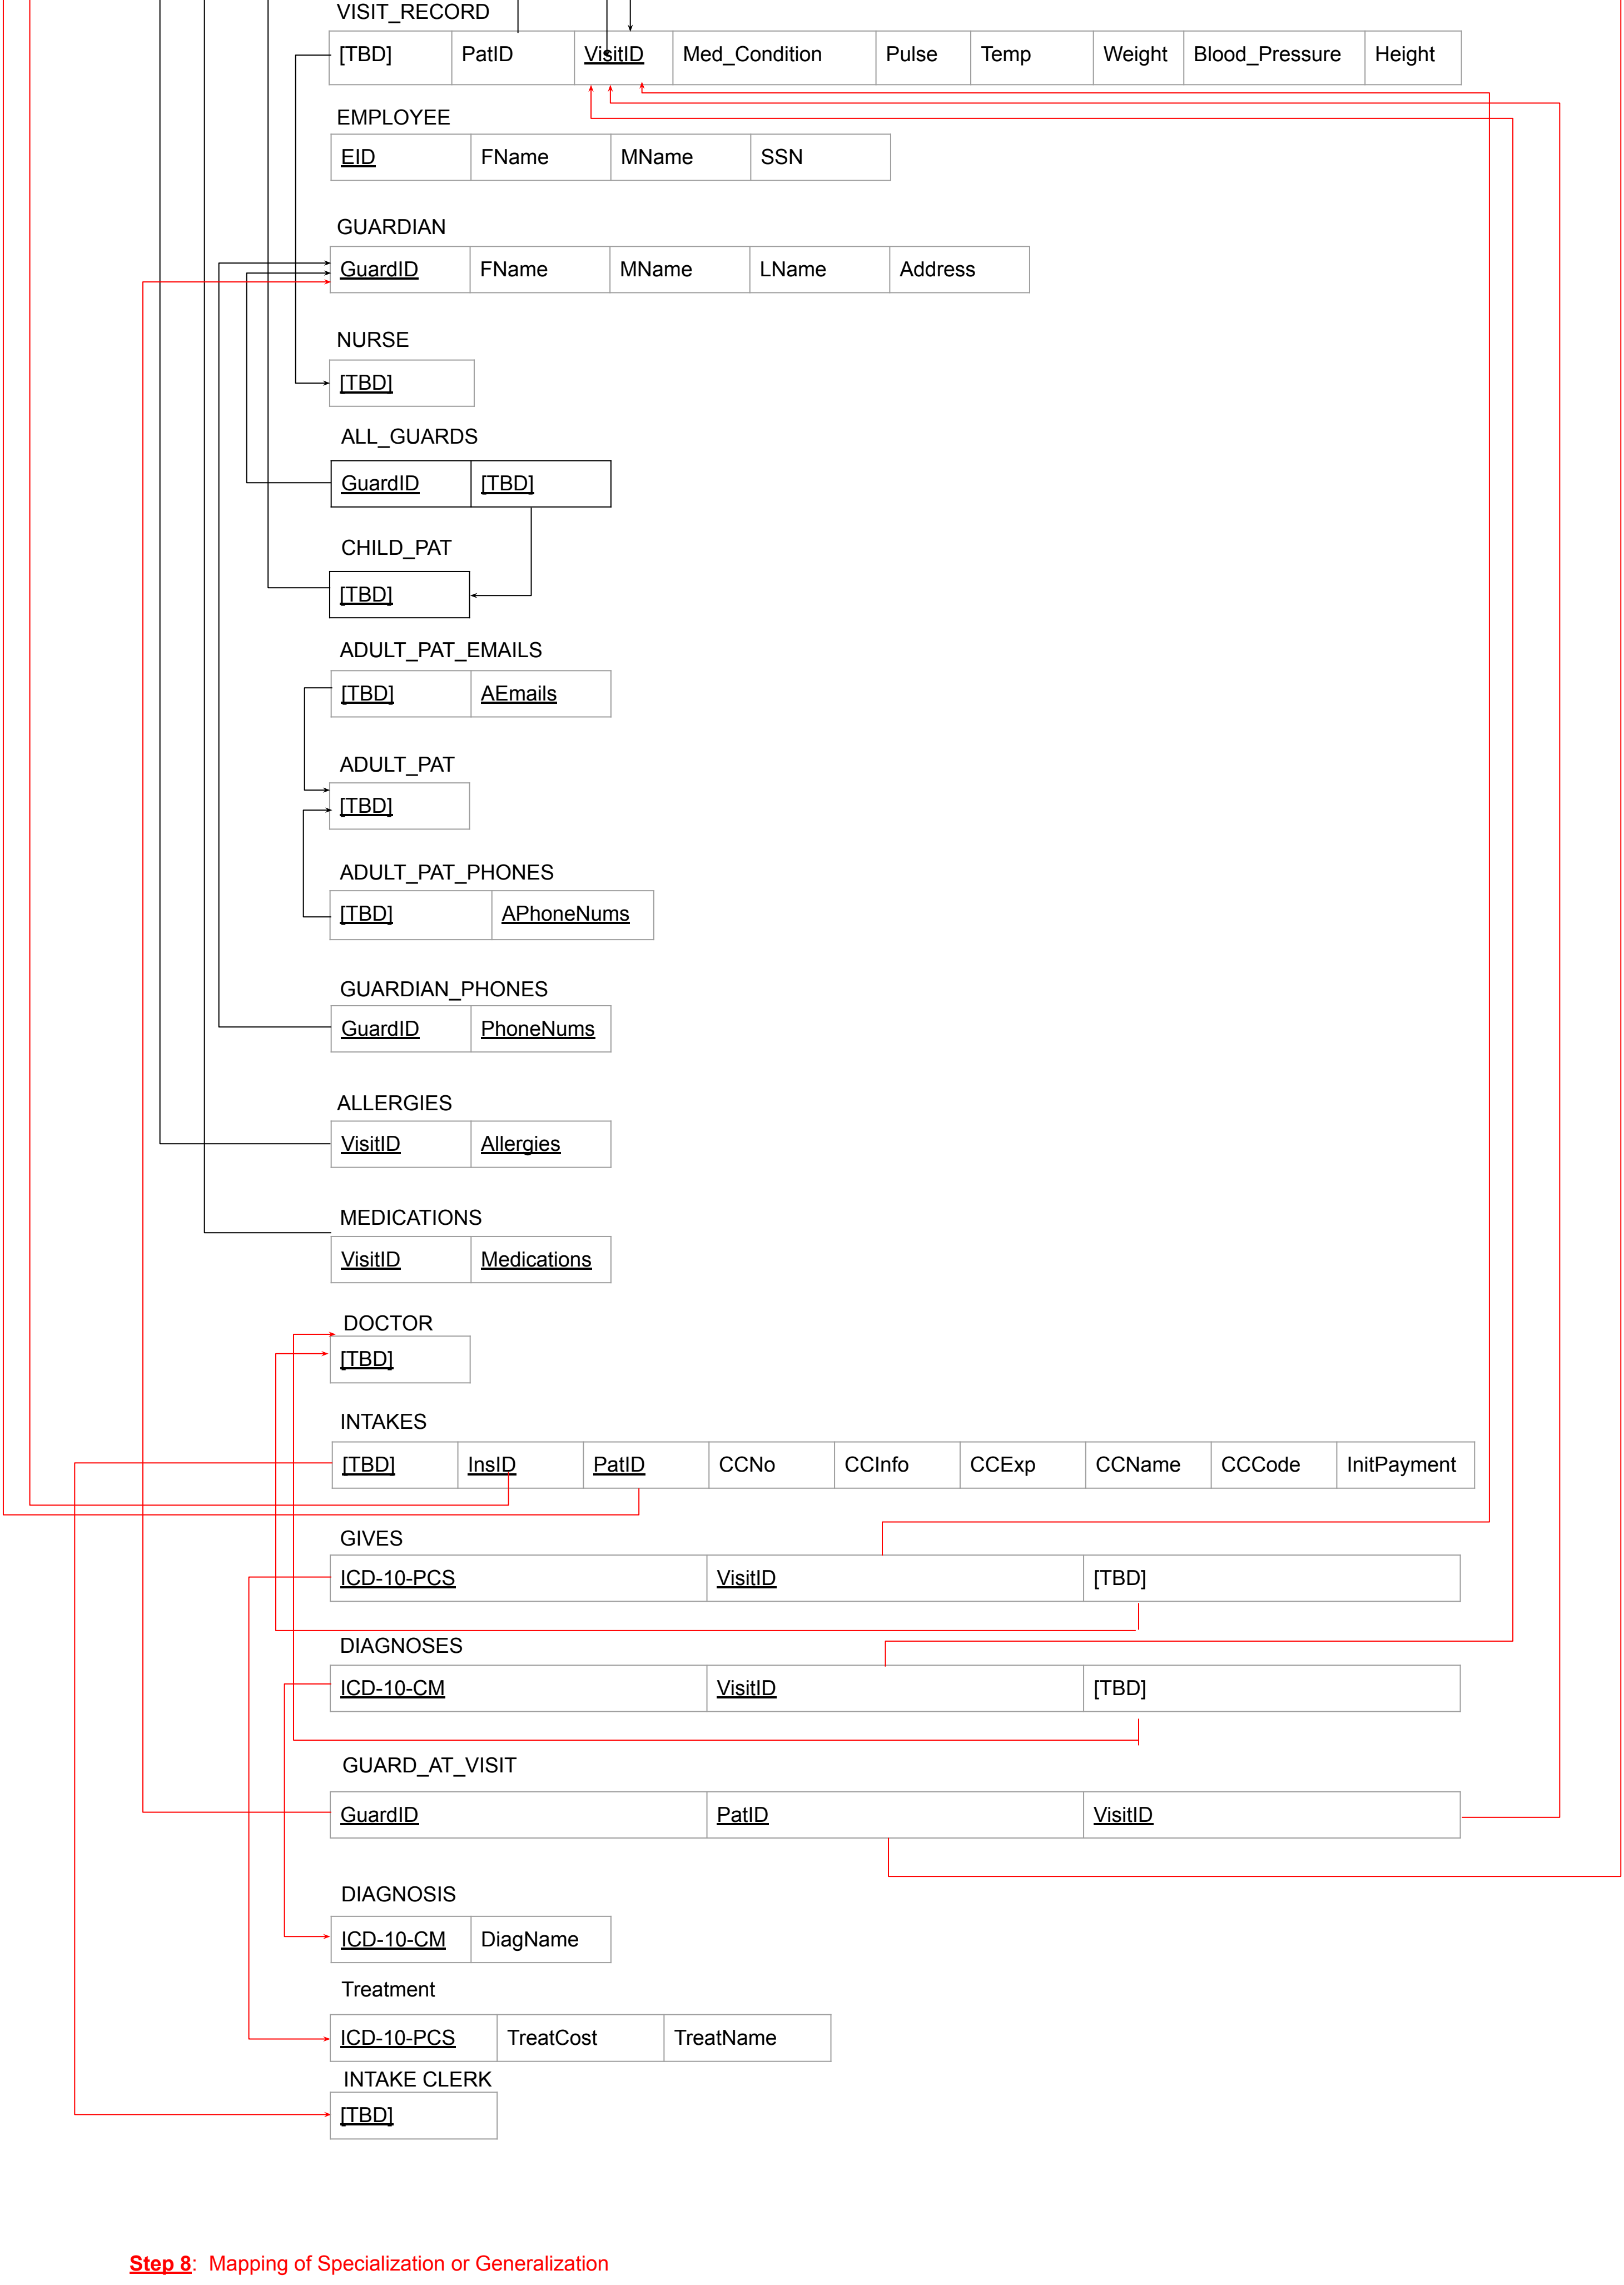 VISIT_RECORD
[TBD] PatID VisitID Med_Condition Pulse Temp Weight Blood_Pressure Height
EMPLOYEE
EID FName MName SSN
GUARDIAN
GuardID FName MName LName Address
NURSE
[TBD]
ALL_GUARDS
GuardID [TBD]
CHILD_PAT
[TBD]
ADULT_PAT_EMAILS
[TBD] AEmails
ADULT_PAT
[TBD]
ADULT_PAT_PHONES
[TBD] APhoneNums
GUARDIAN_PHONES
GuardID PhoneNums
ALLERGIES
VisitID Allergies
MEDICATIONS
VisitID Medications
DOCTOR
[TBD]
INTAKES
[TBD] InsID PatID CCNo CCInfo CCExp CCName CCCode InitPayment
GIVES
ICD-10-PCS VisitID [TBD]
DIAGNOSES
ICD-10-CM VisitID [TBD]
GUARD_AT_VISIT
GuardID PatID VisitID
DIAGNOSIS
ICD-10-CM DiagName
Treatment
ICD-10-PCS TreatCost TreatName
INTAKE CLERK
[TBD]
Step 8: Mapping of Specialization or Generalization